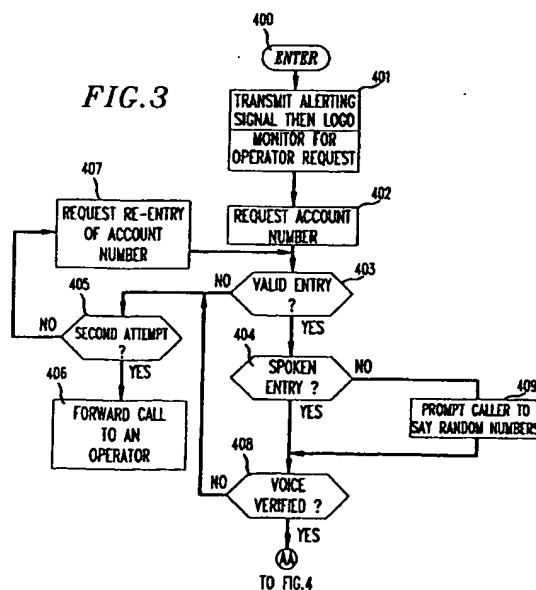 400
ENTER
FIG.3
401
TRANSMIT ALERTING
SIGNAL THEN LOGO
MONITOR FOR
OPERATOR REQUEST
407
REQUEST RE-ENTRY
OF ACCOUNT
NUMBER
402
REQUEST ACCOUNT
NUMBER
403
VALID ENTRY
?
NO
YES
405
SECOND ATTEMPT
?
NO
YES
404
SPOKEN
ENTRY ?
NO
YES
406
FORWARD CALL
TO AN
OPERATOR
409
PROMPT CALLER TO
SAY RANDOM NUMBERS
408
VOICE
VERIFIED ?
NO
YES
AA
TO FIG.4